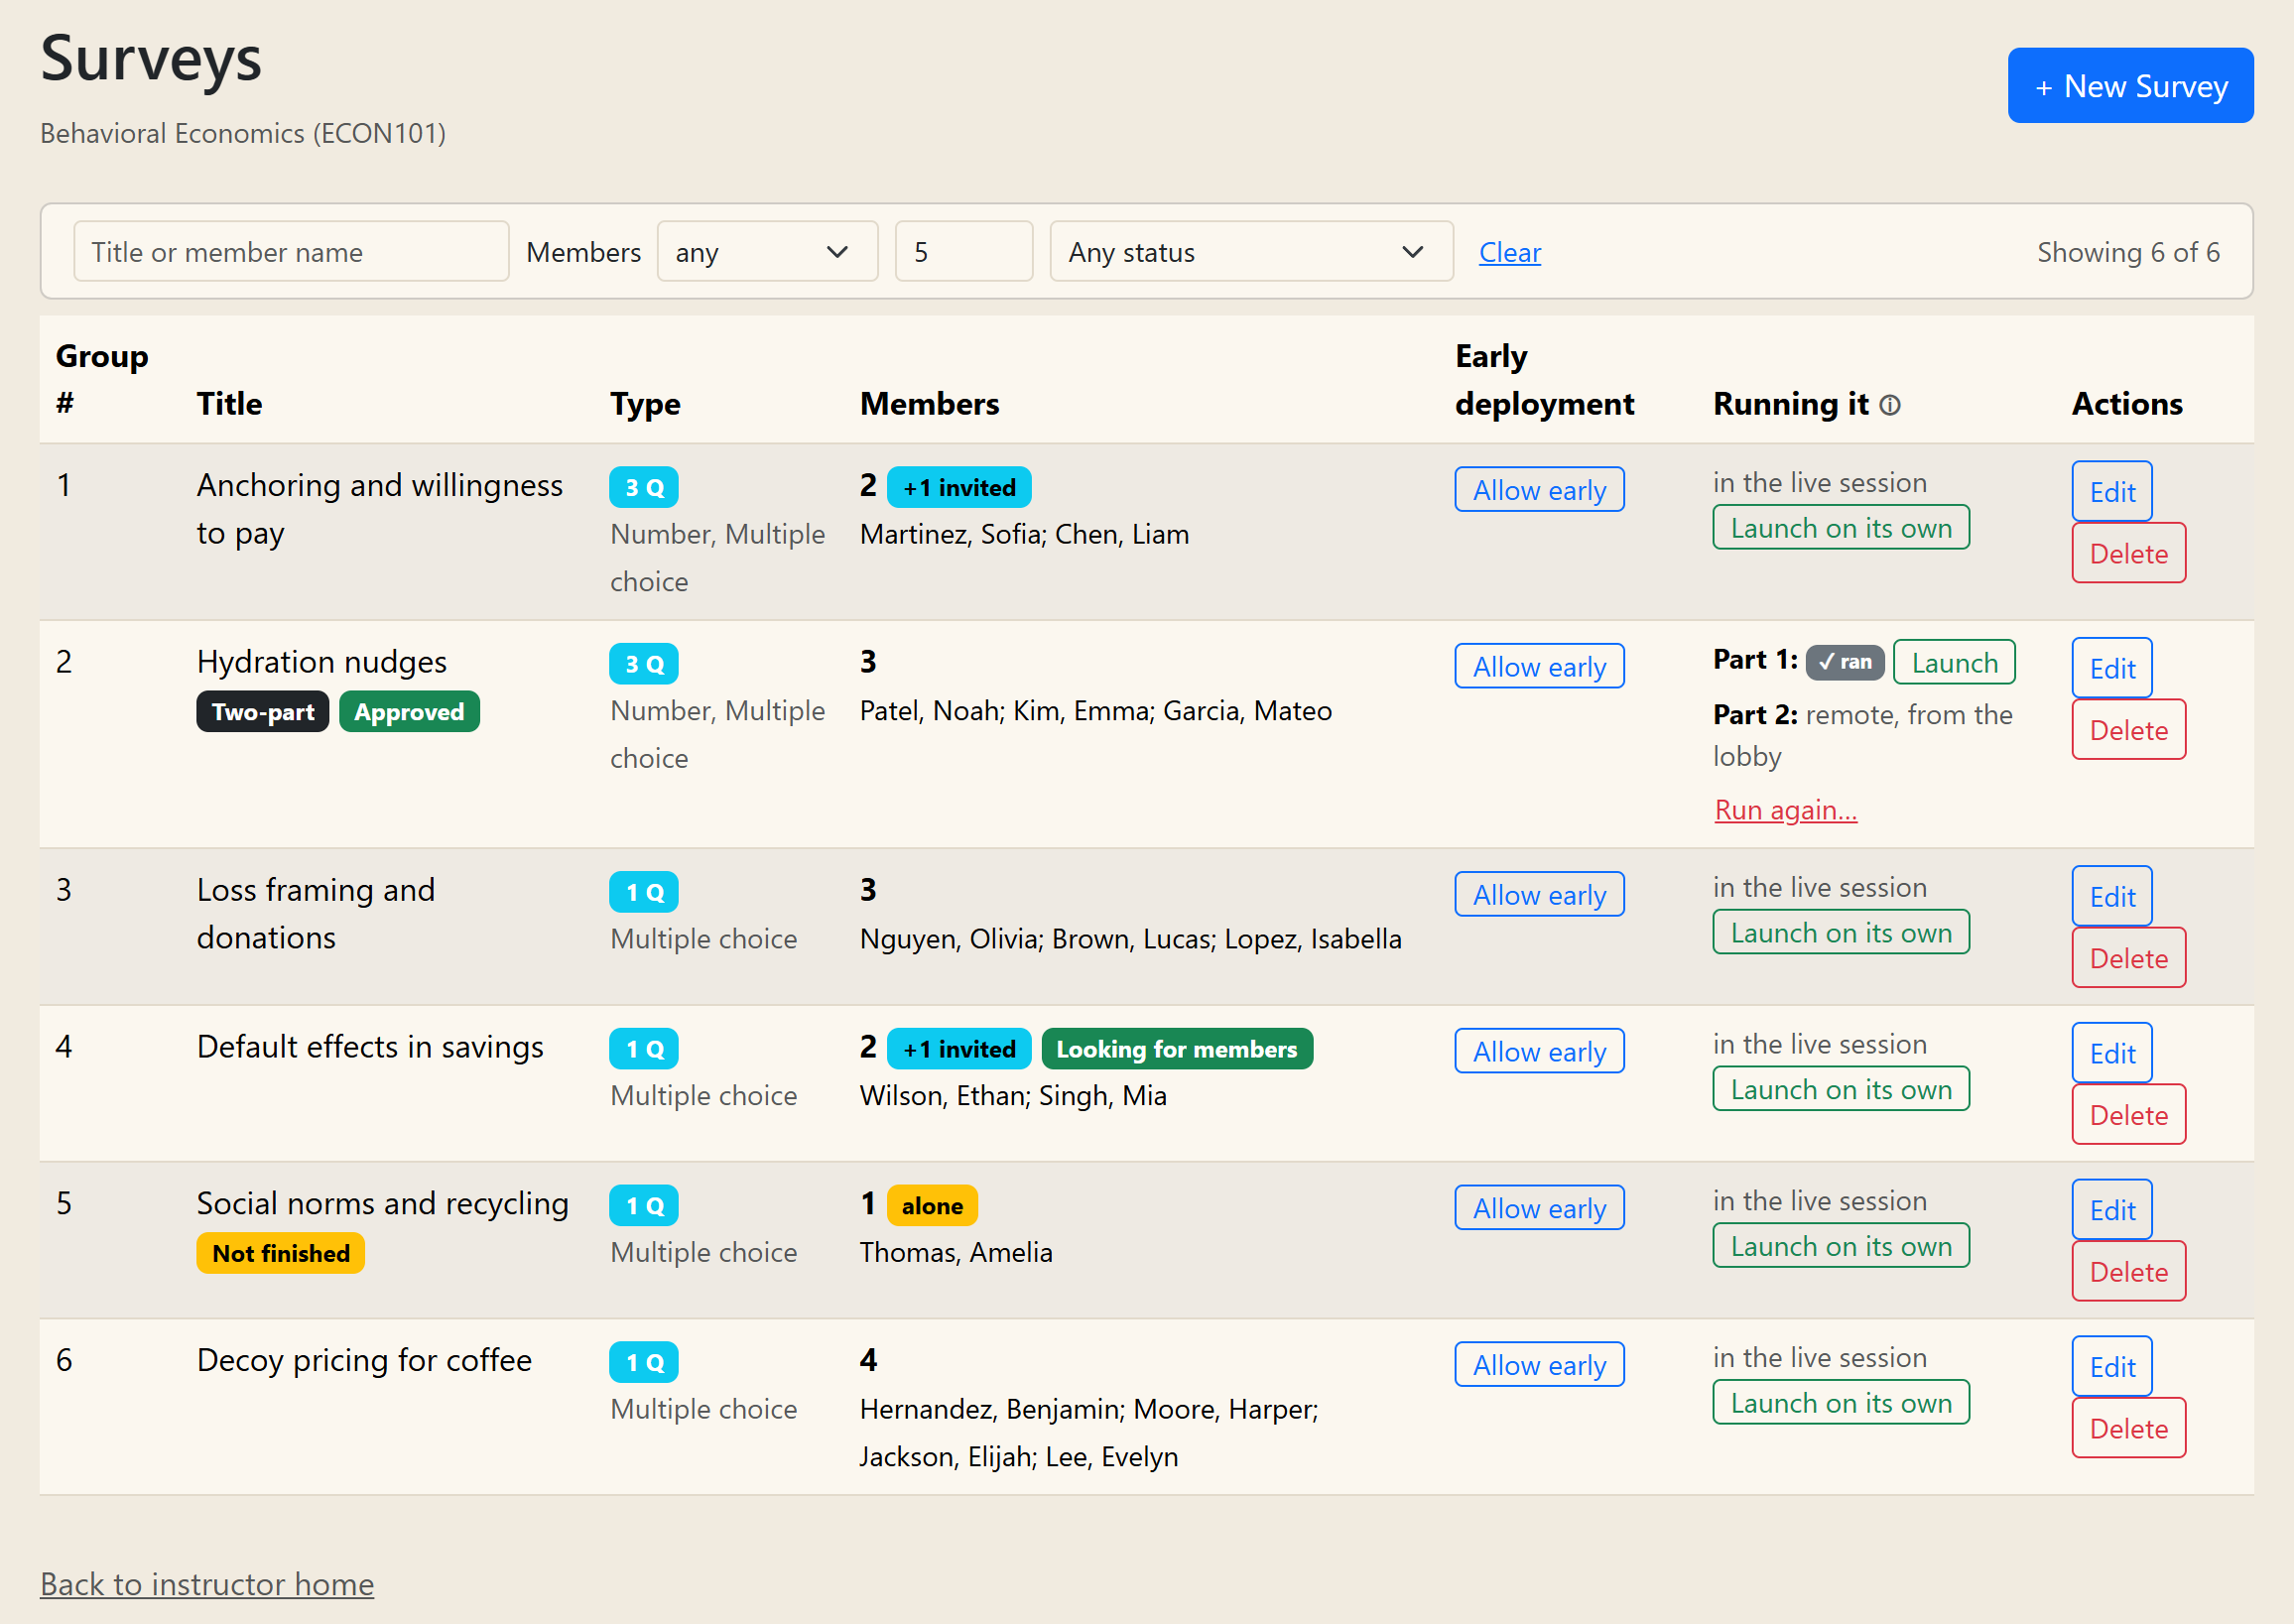 Surveys
Behavioral Economics (ECON101)
+ New Survey
Title or member name Members any 5 Any status Clear Showing 6 of 6
Group # Title Type Members Early deployment Running it ⓘ Actions
1 Anchoring and willingness to pay
3 Q
Number, Multiple choice
2 +1 invited
Martinez, Sofia; Chen, Liam
Allow early
in the live session
Launch on its own
Edit
Delete
2 Hydration nudges
Two-part Approved
3 Q
Number, Multiple choice
3
Patel, Noah; Kim, Emma; Garcia, Mateo
Allow early
Part 1: ✓ ran Launch
Part 2: remote, from the lobby
Run again...
Edit
Delete
3 Loss framing and donations
1 Q
Multiple choice
3
Nguyen, Olivia; Brown, Lucas; Lopez, Isabella
Allow early
in the live session
Launch on its own
Edit
Delete
4 Default effects in savings
1 Q
Multiple choice
2 +1 invited Looking for members
Wilson, Ethan; Singh, Mia
Allow early
in the live session
Launch on its own
Edit
Delete
5 Social norms and recycling
Not finished
1 Q
Multiple choice
1 alone
Thomas, Amelia
Allow early
in the live session
Launch on its own
Edit
Delete
6 Decoy pricing for coffee
1 Q
Multiple choice
4
Hernandez, Benjamin; Moore, Harper;
Jackson, Elijah; Lee, Evelyn
Allow early
in the live session
Launch on its own
Edit
Delete
Back to instructor home